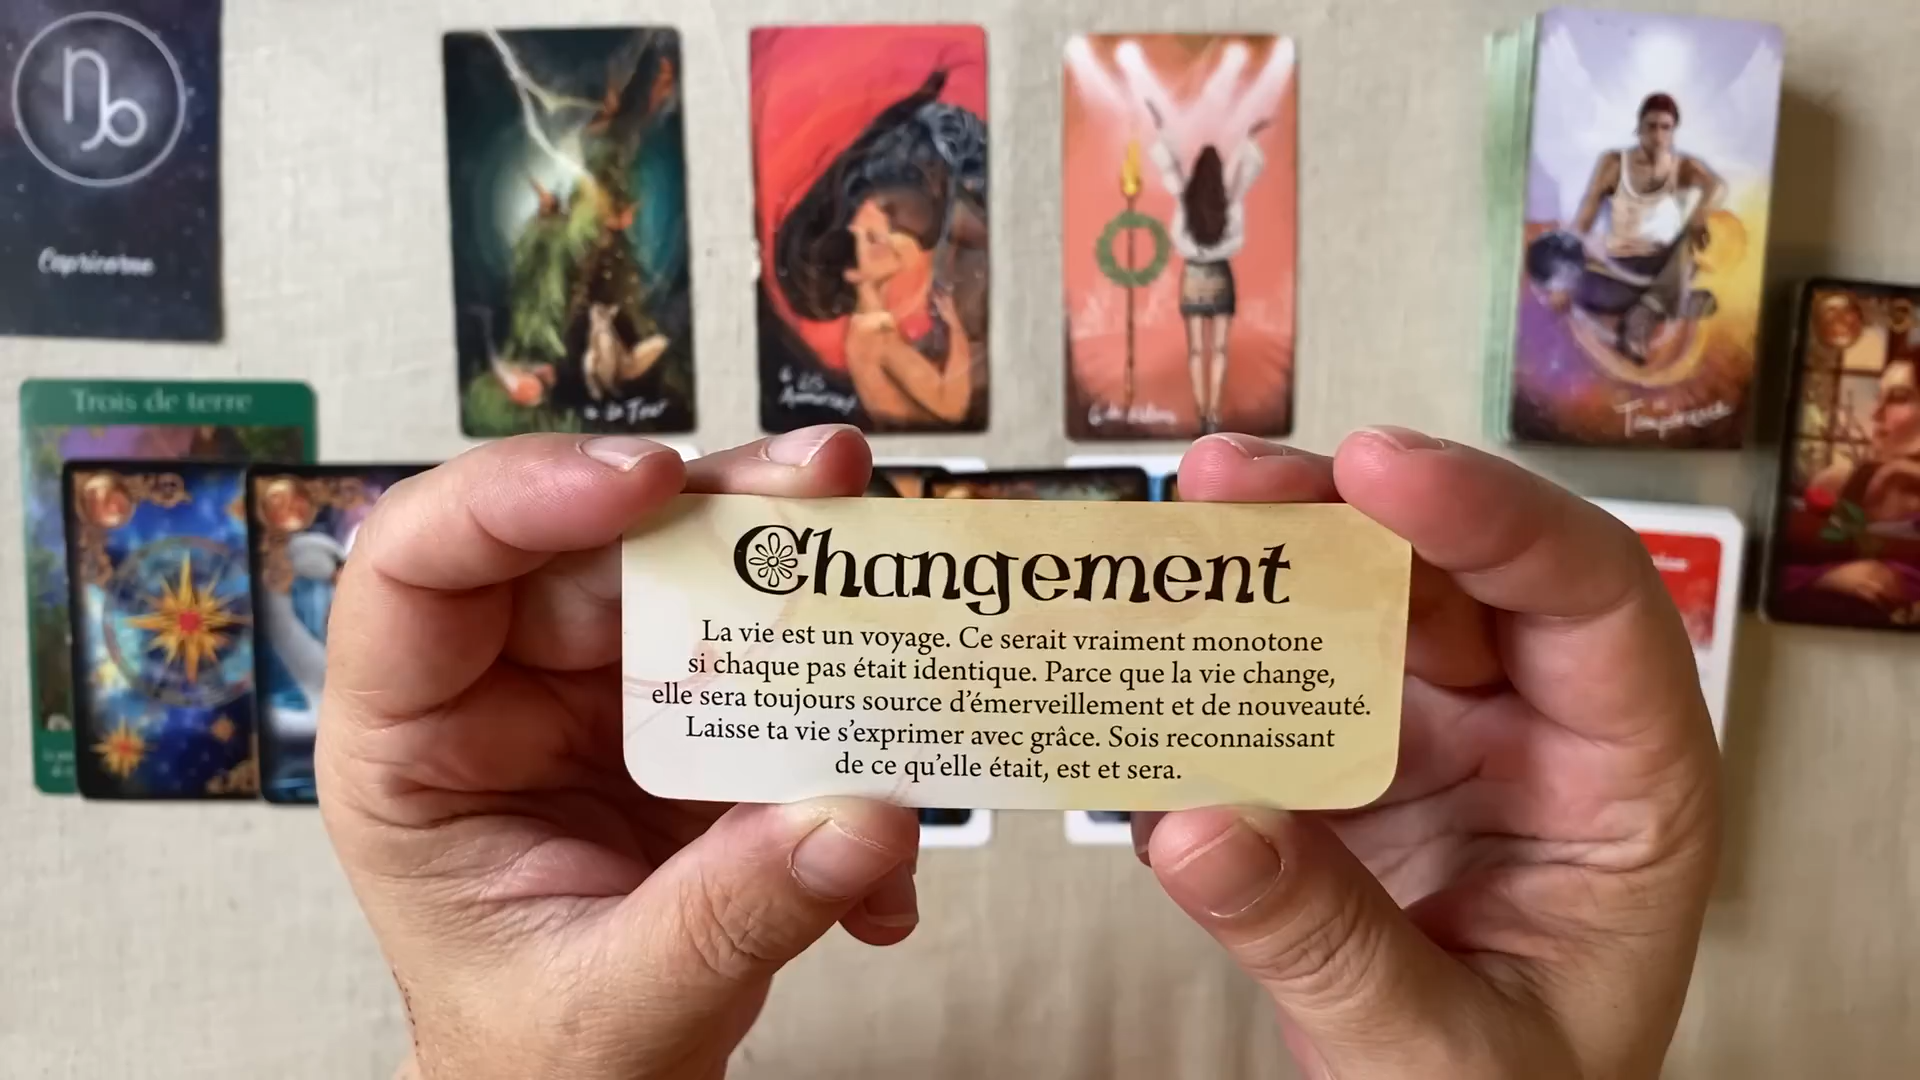 Capricorne
Trois de terre
Tempérance
Changement
La vie est un voyage. Ce serait vraiment monotone
si chaque pas était identique. Parce que la vie change,
elle sera toujours source d'émerveillement et de nouveauté.
Laisse ta vie s'exprimer avec grâce. Sois reconnaissant
de ce qu'elle était, est et sera.